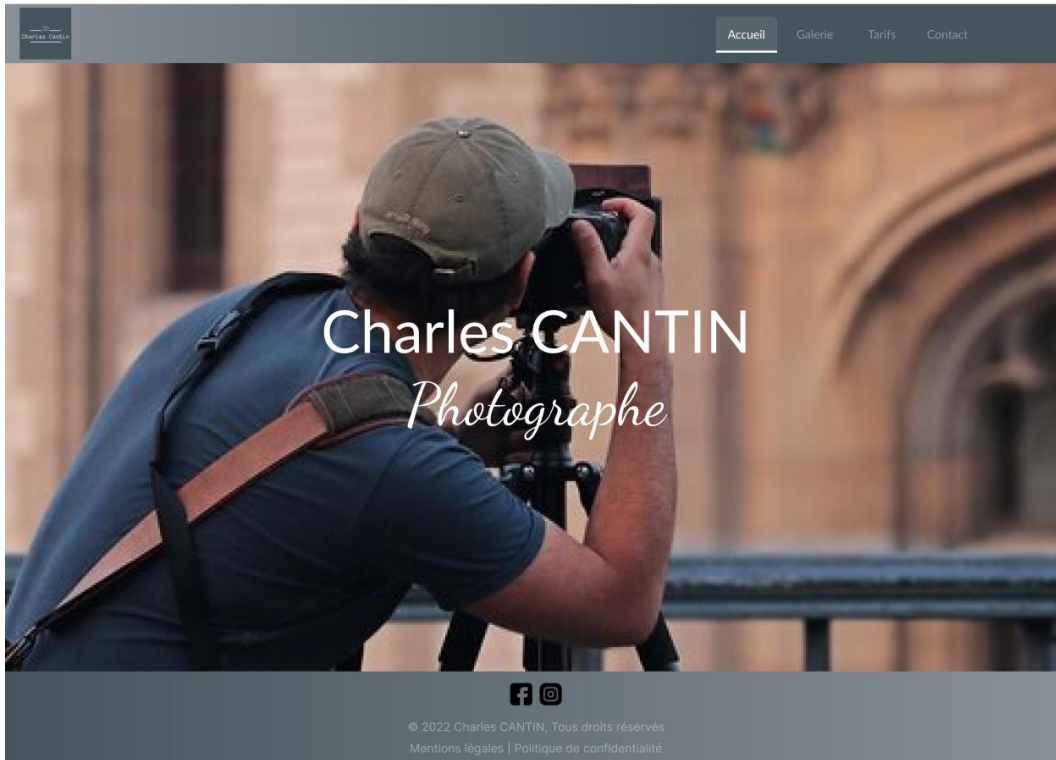 Charles Cantin
Accueil Galerie Tarifs Contact
Charles CANTIN
Photographe
© 2022 Charles CANTIN, Tous droits résérvés
Mentions légales | Politique de confidentialité